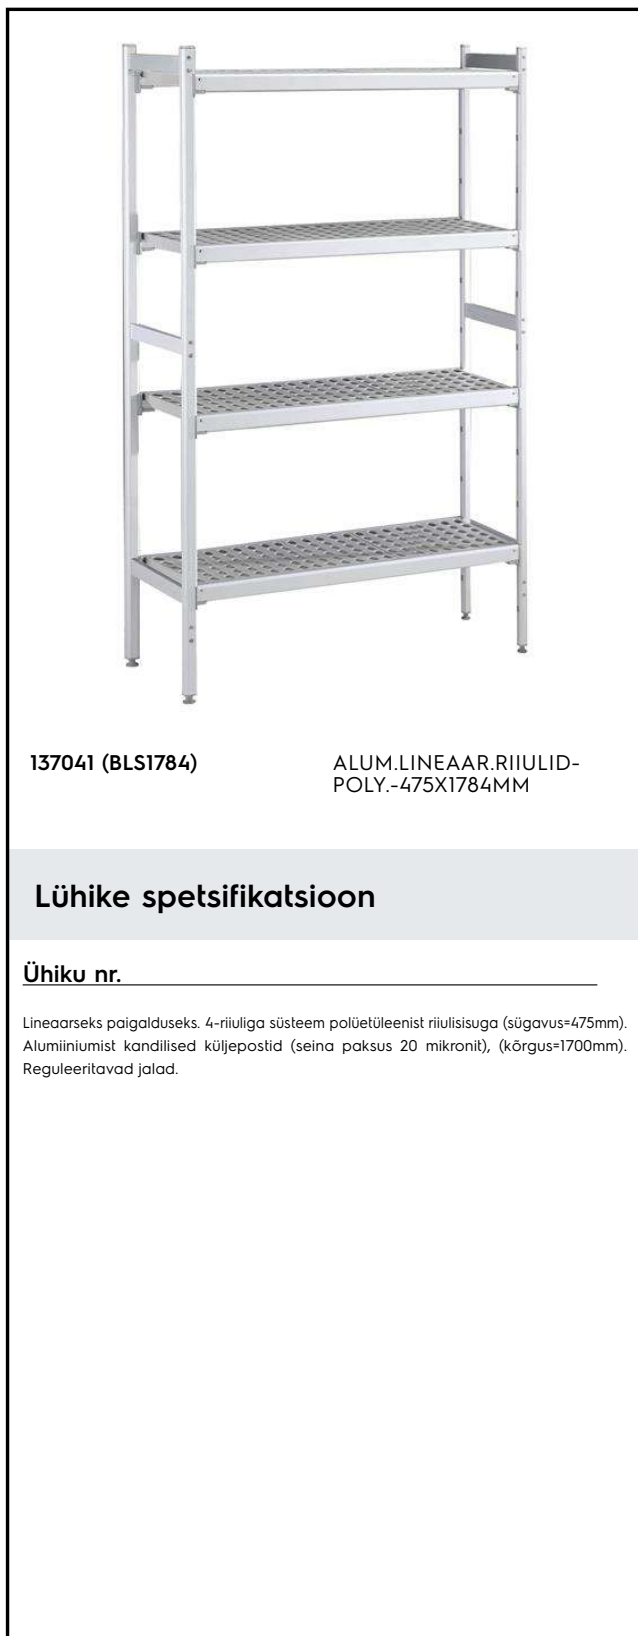 137041 (BLS1784)
ALUM.LINEAAR.RIIULID-
POLY.-475X1784MM
Lühike spetsifikatsioon
Ühiku nr.
Lineaarseks paigalduseks. 4-riiuliga süsteem polüetüleenist riiulisisuga (sügavus=475mm).
Alumiiniumist kandilised küljepostid (seina paksus 20 mikronit), (kõrgus=1700mm).
Reguleeritavad jalad.